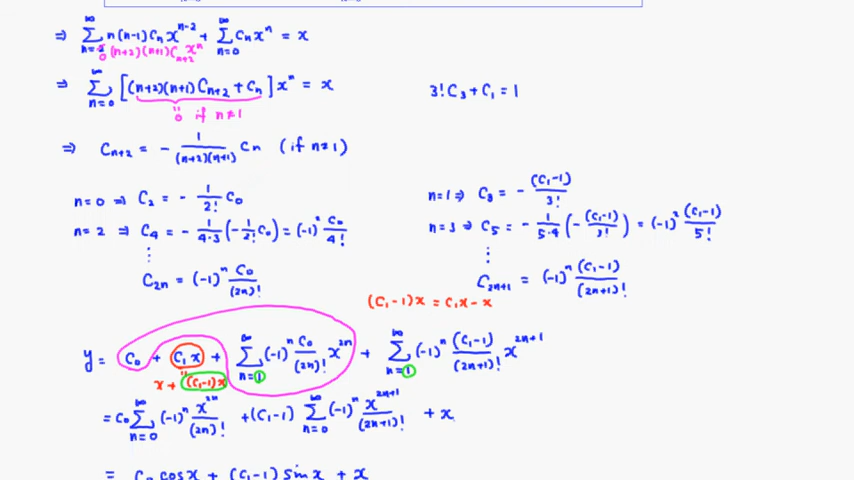 ⇒ ∑_{n=2}^{∞} n(n-1)C_n x^{n-2} + ∑_{n=0}^{∞} C_n x^n = x
0 (n+2)(n+1)C_{n+2} x^n
⇒ ∑_{n=0}^{∞} [(n+2)(n+1)C_{n+2} + C_n] x^n = x
3! C_3 + C_1 = 1
0 if n≠1
⇒ C_{n+2} = - 1/((n+2)(n+1)) C_n (if n≠1)
n=0 ⇒ C_2 = - 1/2! C_0
n=1 ⇒ C_3 = - (C_1-1)/3!
n=2 ⇒ C_4 = - 1/(4·3) (- 1/2! C_0) = (-1)^2 C_0/4!
n=3 ⇒ C_5 = - 1/(5·4) (- (C_1-1)/3!) = (-1)^2 (C_1-1)/5!
⋮
⋮
C_{2n} = (-1)^n C_0/(2n)!
C_{2n+1} = (-1)^n (C_1-1)/(2n+1)!
(C_1-1)x = C_1x - x
y = C_0 + C_1 x + ∑_{n=1}^{∞} (-1)^n C_0/(2n)! x^{2n} + ∑_{n=1}^{∞} (-1)^n (C_1-1)/(2n+1)! x^{2n+1}
x + (C_1-1)x
= C_0 ∑_{n=0}^{∞} (-1)^n x^{2n}/(2n)! + (C_1-1) ∑_{n=0}^{∞} (-1)^n x^{2n+1}/(2n+1)! + x
= C_0 cosx + (C_1-1) sinx + x